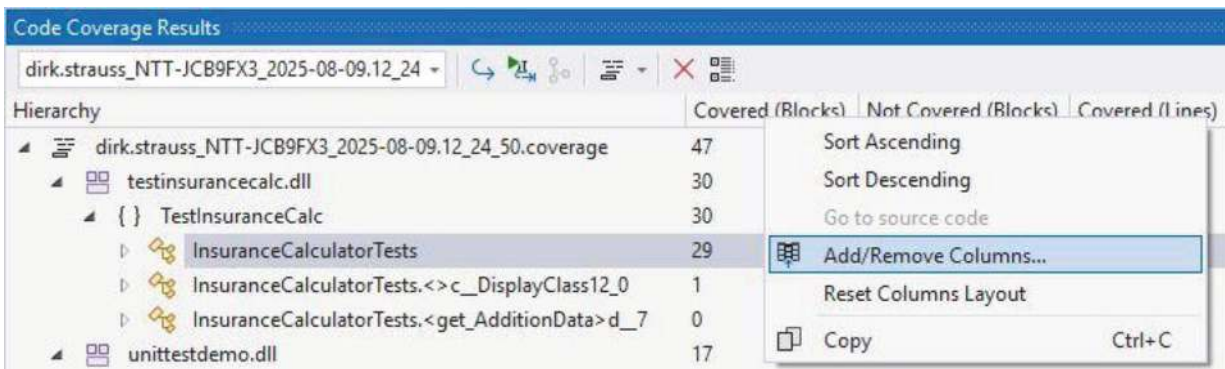 Code Coverage Results
dirk.strauss_NTT-JCB9FX3_2025-08-09.12_24
Hierarchy Covered (Blocks) Not Covered (Blocks) Covered (Lines)
dirk.strauss_NTT-JCB9FX3_2025-08-09.12_24_50.coverage 47
testinsurancecalc.dll 30
{ } TestInsuranceCalc 30
InsuranceCalculatorTests 29
InsuranceCalculatorTests.<>c__DisplayClass12_0 1
InsuranceCalculatorTests.<get_AdditionData>d__7 0
unittestdemo.dll 17
Sort Ascending
Sort Descending
Go to source code
Add/Remove Columns...
Reset Columns Layout
Copy Ctrl+C